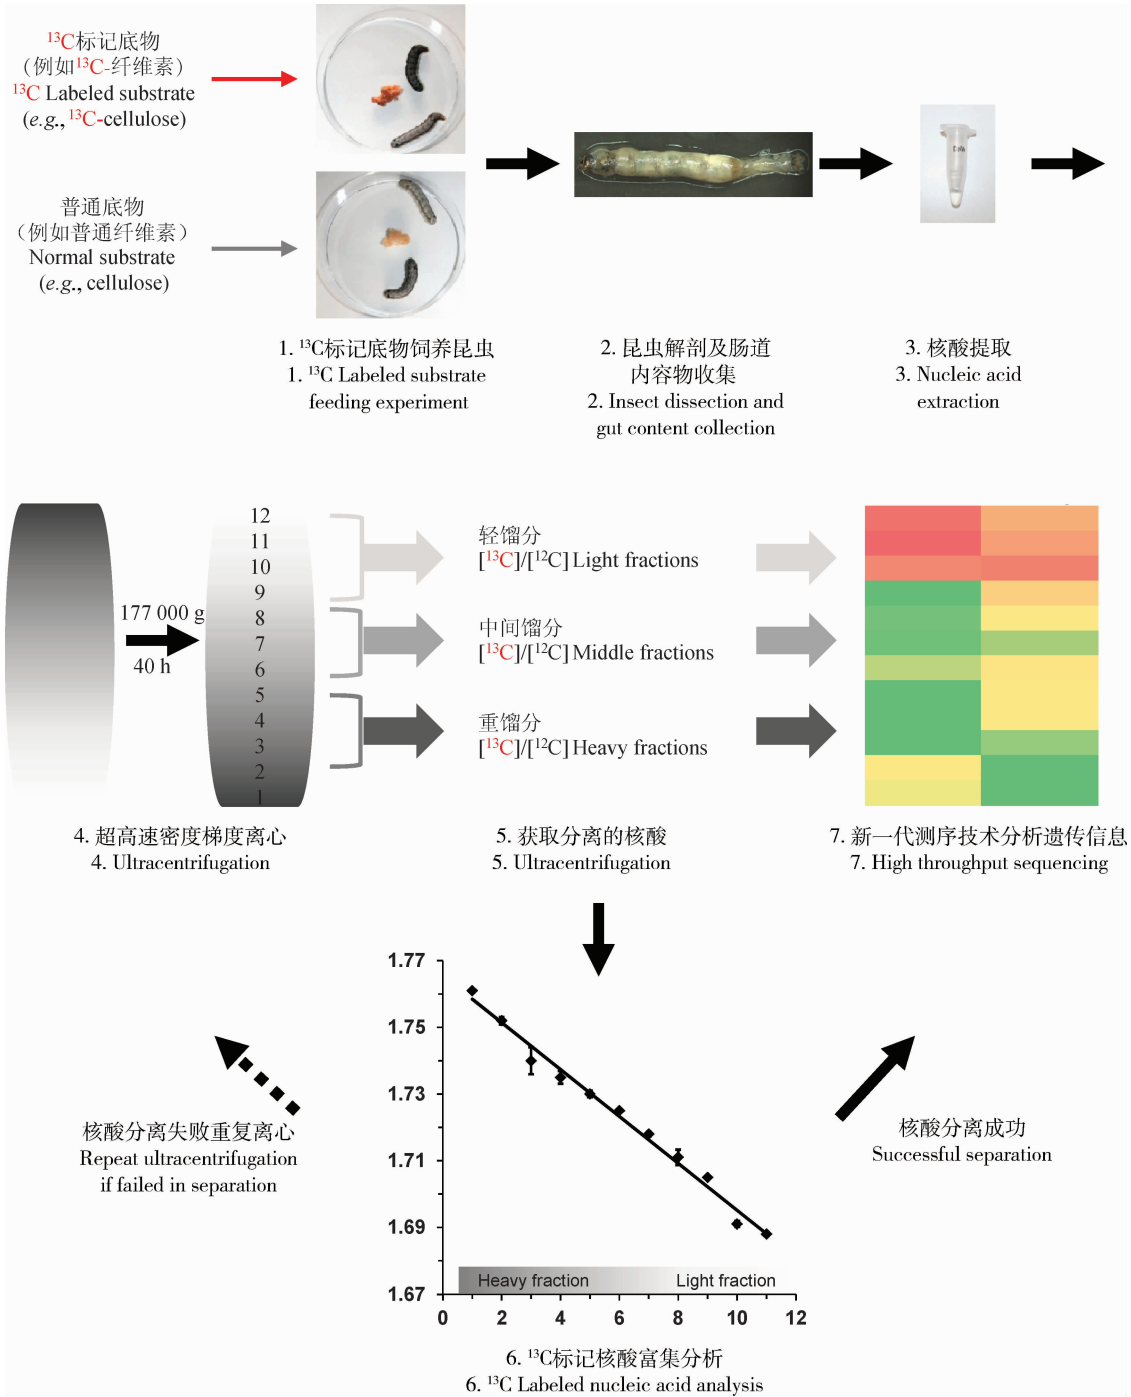 ¹³C标记底物
（例如¹³C-纤维素）
¹³C Labeled substrate
(e.g., ¹³C-cellulose)
普通底物
（例如普通纤维素）
Normal substrate
(e.g., cellulose)
1. ¹³C标记底物饲养昆虫
1. ¹³C Labeled substrate
feeding experiment
2. 昆虫解剖及肠道
内容物收集
2. Insect dissection and
gut content collection
3. 核酸提取
3. Nucleic acid
extraction
177 000 g
40 h
12
11
10
9
8
7
6
5
4
3
2
1
轻馏分
[¹³C]/[¹²C] Light fractions
中间馏分
[¹³C]/[¹²C] Middle fractions
重馏分
[¹³C]/[¹²C] Heavy fractions
4. 超高速密度梯度离心
4. Ultracentrifugation
5. 获取分离的核酸
5. Ultracentrifugation
7. 新一代测序技术分析遗传信息
7. High throughput sequencing
核酸分离失败重复离心
Repeat ultracentrifugation
if failed in separation
1.77
1.75
1.73
1.71
1.69
1.67
Heavy fraction
Light fraction
0 2 4 6 8 10 12
核酸分离成功
Successful separation
6. ¹³C标记核酸富集分析
6. ¹³C Labeled nucleic acid analysis